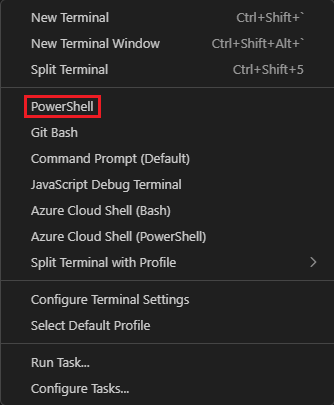 New Terminal Ctrl+Shift+`
New Terminal Window Ctrl+Shift+Alt+`
Split Terminal Ctrl+Shift+5
PowerShell
Git Bash
Command Prompt (Default)
JavaScript Debug Terminal
Azure Cloud Shell (Bash)
Azure Cloud Shell (PowerShell)
Split Terminal with Profile
Configure Terminal Settings
Select Default Profile
Run Task...
Configure Tasks...